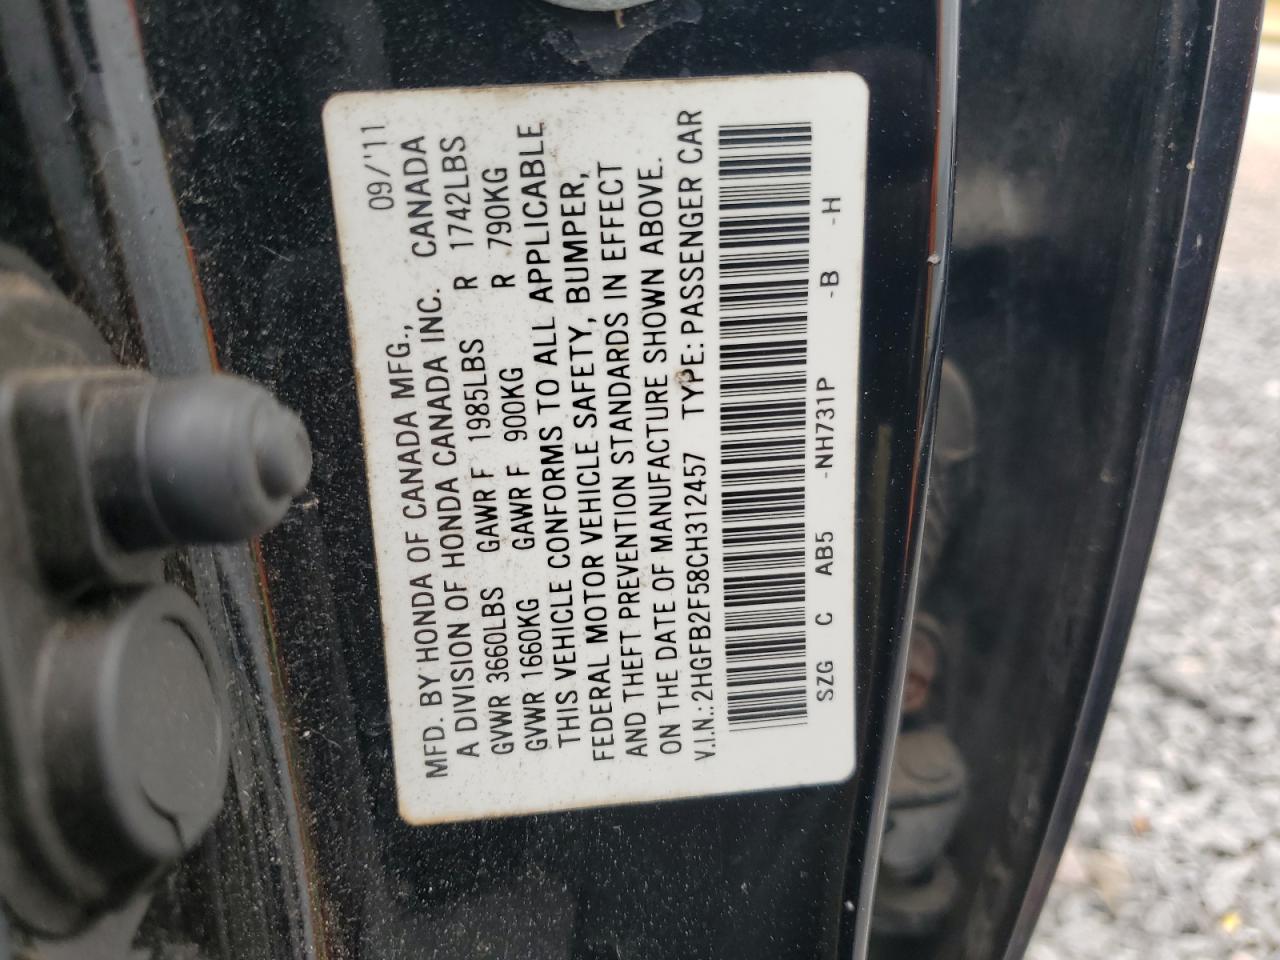 MFD. BY HONDA OF CANADA MFG., 09/'11
A DIVISION OF HONDA CANADA INC. CANADA
GVWR 3660LBS GAWR F 1985LBS R 1742LBS
GVWR 1660KG GAWR F 900KG R 790KG
THIS VEHICLE CONFORMS TO ALL APPLICABLE
FEDERAL MOTOR VEHICLE SAFETY, BUMPER,
AND THEFT PREVENTION STANDARDS IN EFFECT
ON THE DATE OF MANUFACTURE SHOWN ABOVE.
V.I.N.: 2HGFB2F58CH312457 TYPE: PASSENGER CAR
SZG C AB5 -NH731P -B -H